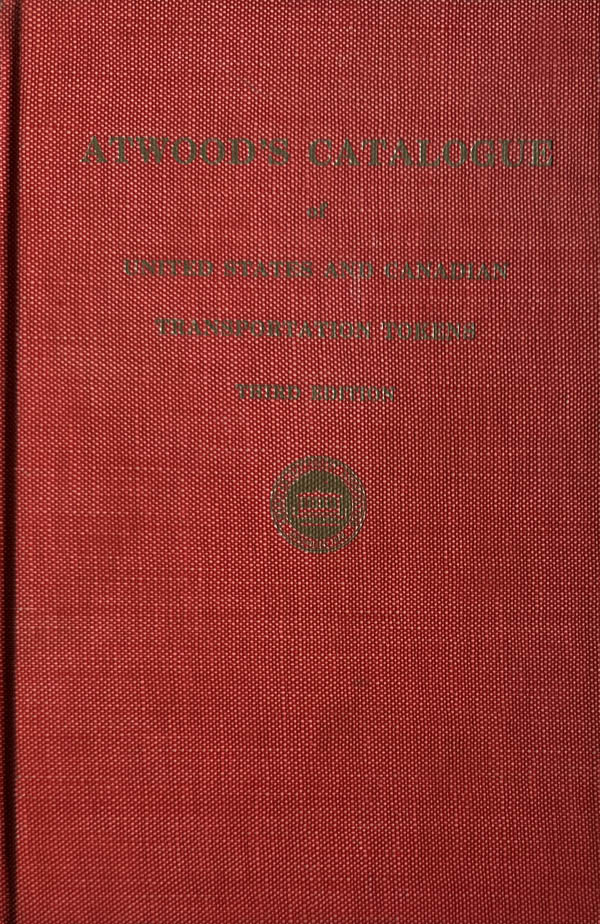 ATWOOD'S CATALOGUE
of
UNITED STATES AND CANADIAN
TRANSPORTATION TOKENS
THIRD EDITION